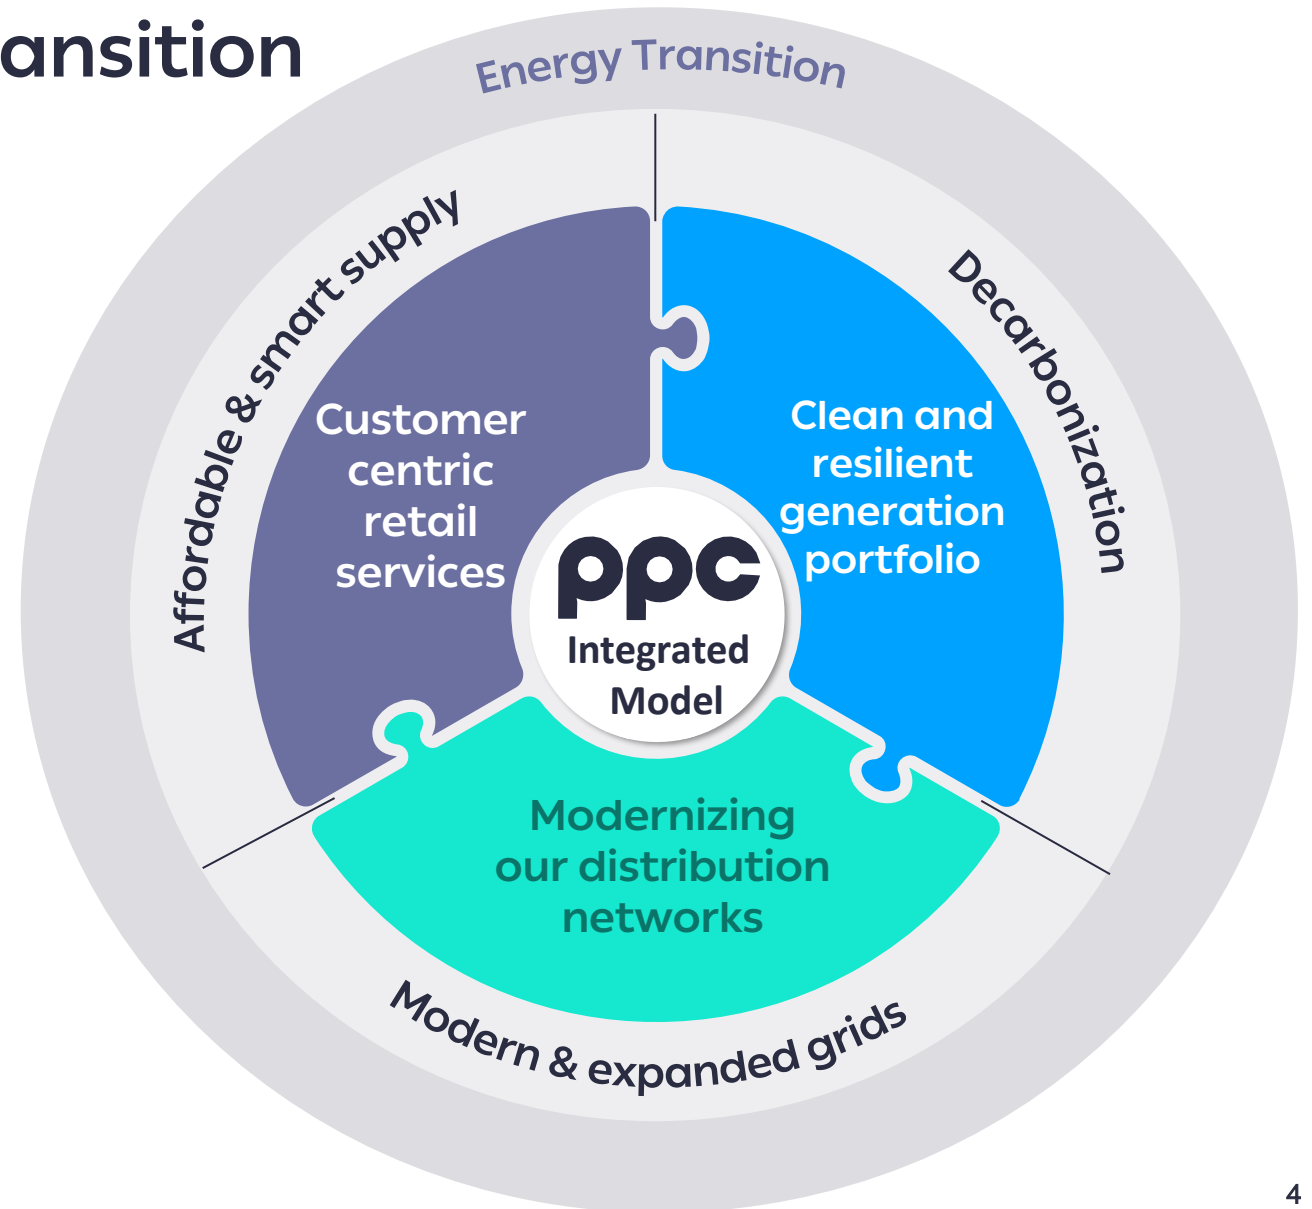 ansition
Energy Transition
Affordable & smart supply
Decarbonization
Customer
centric
retail
services
Clean and
resilient
generation
portfolio
ppc
Integrated
Model
Modernizing
our distribution
networks
Modern & expanded grids
4